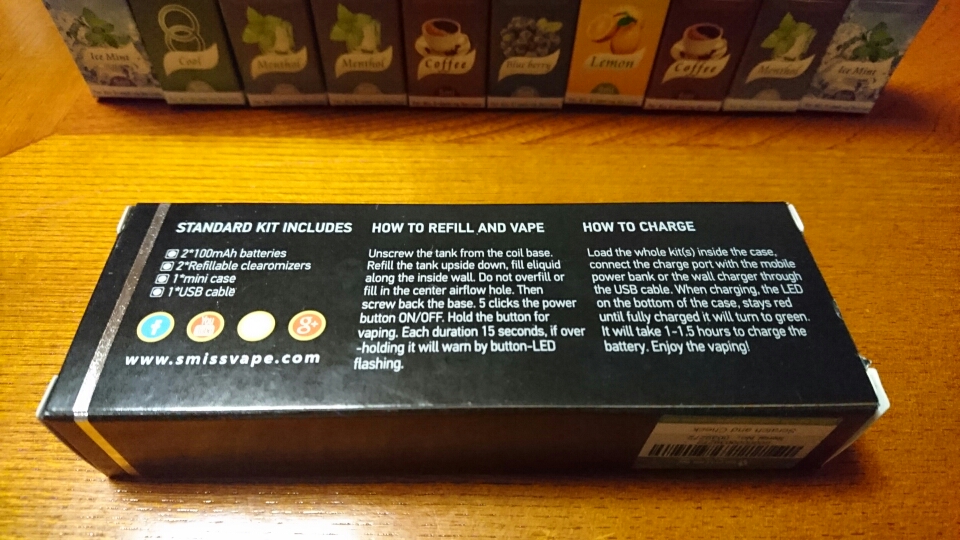 Ice Mint
Cool
Menthol
Menthol
Coffee
Blueberry
Lemon
Coffee
Menthol
Ice Mint
STANDARD KIT INCLUDES
2*100mAh batteries
2*Refillable clearomizers
1*mini case
1*USB cable
f
You
Tube
g+
www.smissvape.com
HOW TO REFILL AND VAPE
Unscrew the tank from the coil base.
Refill the tank upside down, fill eliquid
along the inside wall. Do not overfill or
fill in the center airflow hole. Then
screw back the base. 5 clicks the power
button ON/OFF. Hold the button for
vaping. Each duration 15 seconds, if over
-holding it will warn by button-LED
flashing.
HOW TO CHARGE
Load the whole kit(s) inside the case,
connect the charge port with the mobile
power bank or the wall charger through
the USB cable. When charging, the LED
on the bottom of the case, stays red
until fully charged it will turn to green.
It will take 1-1.5 hours to charge the
battery. Enjoy the vaping!
Scratch and Check